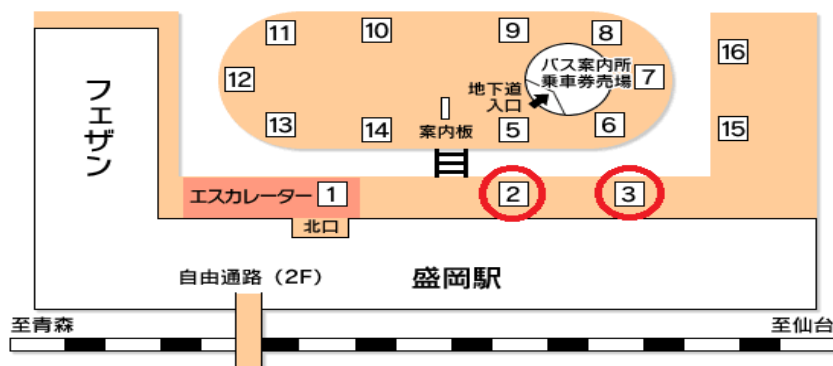 11
10
9
8
16
12
バス案内所
乗車券売場
7
地下道
入口
13
14
案内板
5
6
15
フェザン
エスカレーター
1
2
3
北口
自由通路（2F）
盛岡駅
至青森
至仙台